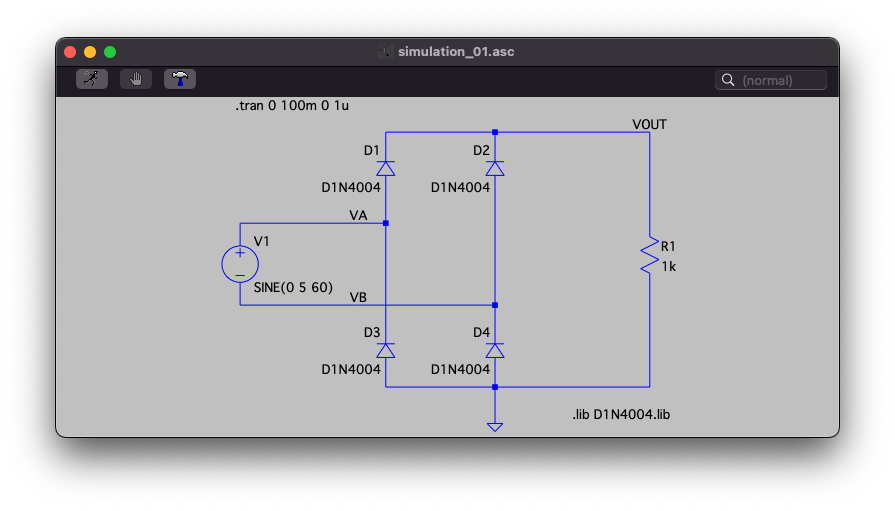 simulation_01.asc
(normal)
.tran 0 100m 0 1u
VOUT
D1
D2
D1N4004
D1N4004
VA
V1
R1
1k
SINE(0 5 60)
VB
D3
D4
D1N4004
D1N4004
.lib D1N4004.lib